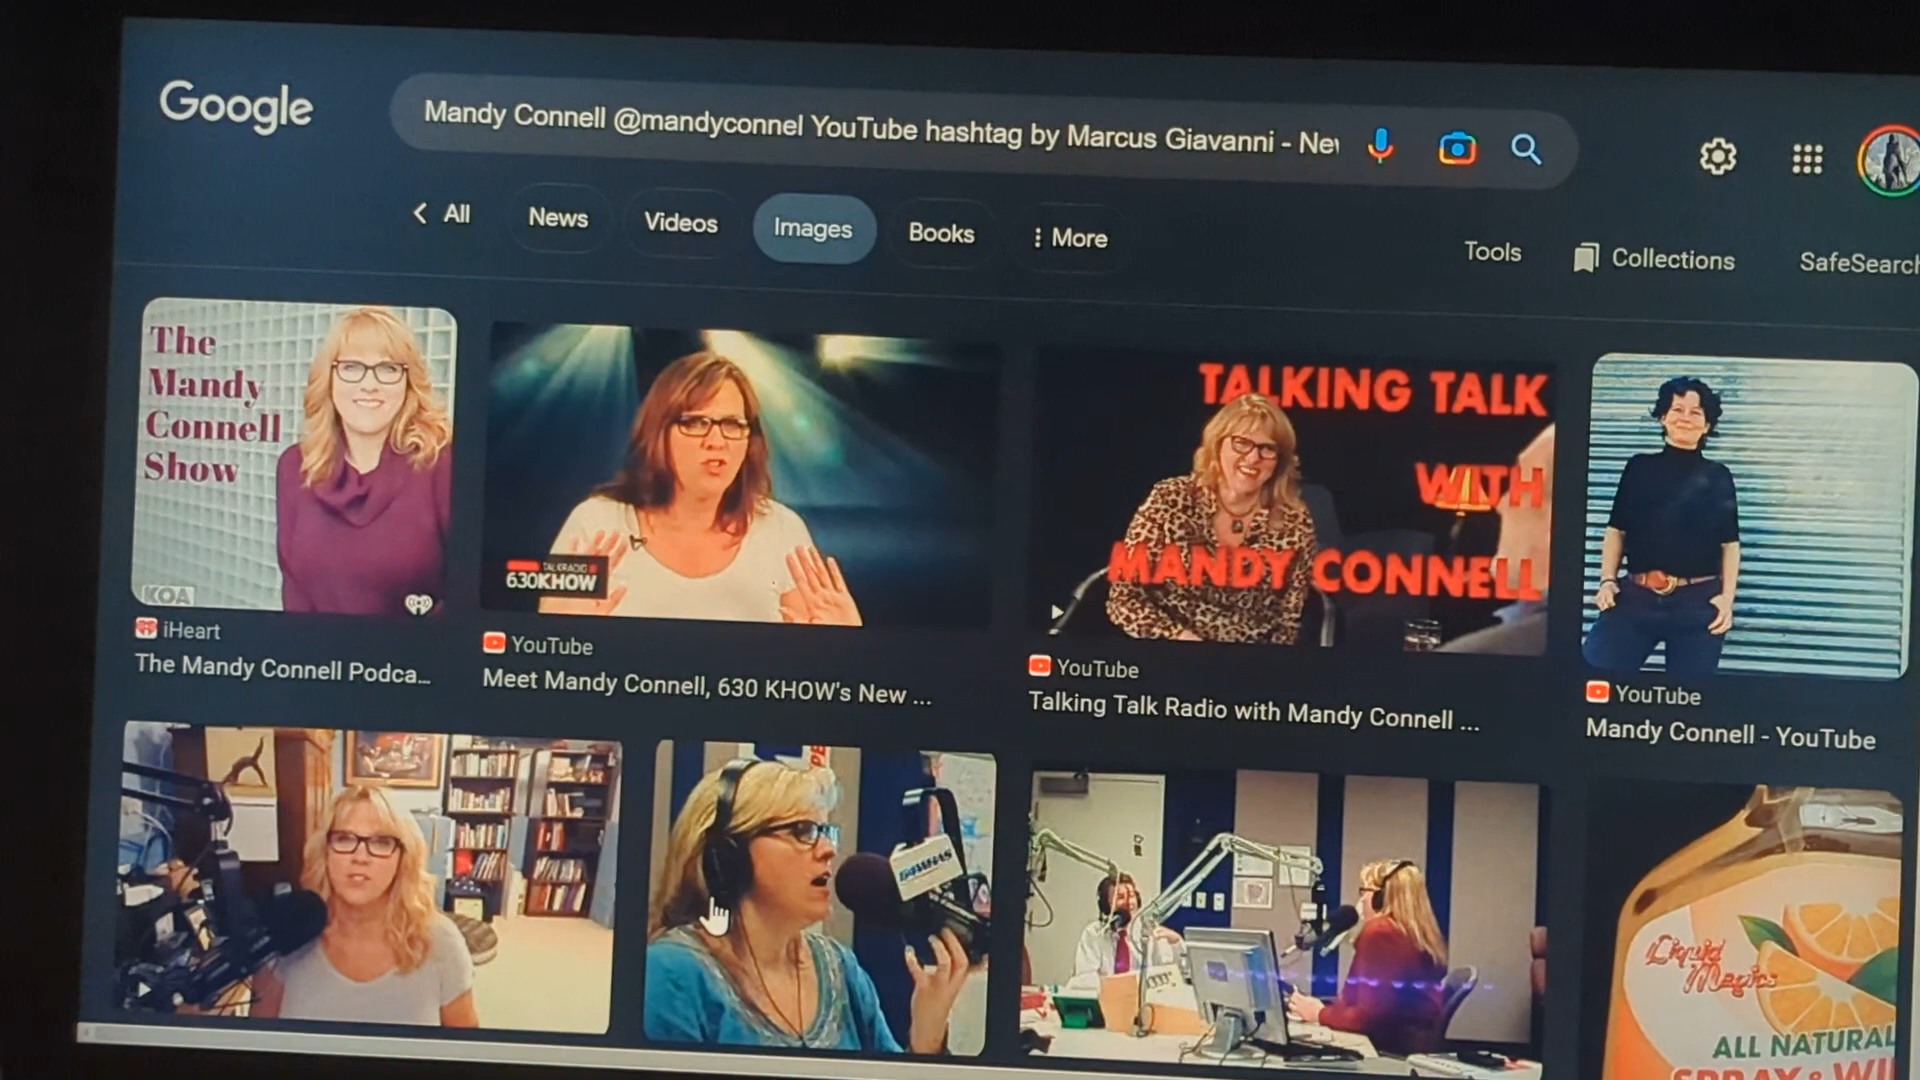 Google
Mandy Connell @mandyconnel YouTube hashtag by Marcus Giavanni - Nev
All
News
Videos
Images
Books
More
Tools
Collections
SafeSearch
The
Mandy
Connell
Show
KOA
iHeart
The Mandy Connell Podca...
TALKRADIO
630KHOW
YouTube
Meet Mandy Connell, 630 KHOW's New ...
TALKING TALK
WITH
MANDY CONNELL
YouTube
Talking Talk Radio with Mandy Connell ...
YouTube
Mandy Connell - YouTube
Liquid
Magic
ALL NATURAL